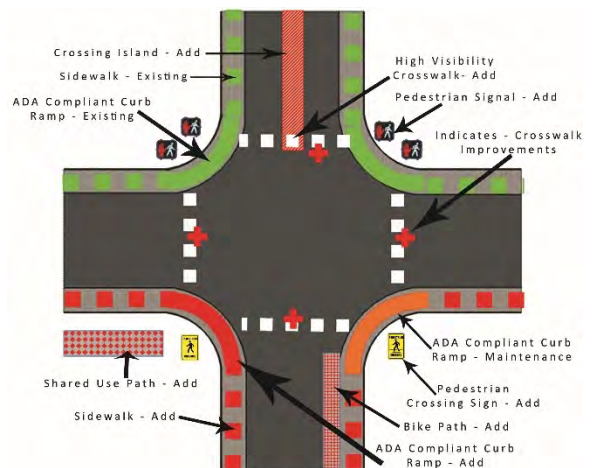 Crossing Island - Add
Sidewalk - Existing
ADA Compliant Curb
Ramp - Existing
High Visibility
Crosswalk- Add
Pedestrian Signal - Add
Indicates - Crosswalk
Improvements
Shared Use Path - Add
Sidewalk - Add
ADA Compliant Curb
Ramp - Maintenance
Pedestrian
Crossing Sign - Add
Bike Path - Add
ADA Compliant Curb
Ramp - Add